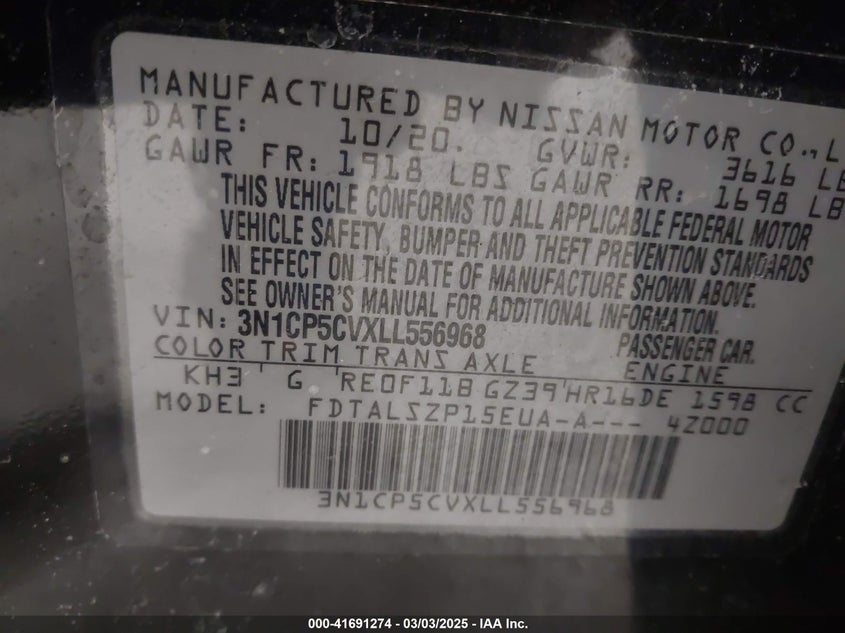 MANUFACTURED BY NISSAN MOTOR CO.,L
DATE: 10/20. GVWR: 3616 LB
GAWR FR: 1918 LBS GAWR RR: 1698 LB
THIS VEHICLE CONFORMS TO ALL APPLICABLE FEDERAL MOTOR
VEHICLE SAFETY, BUMPER AND THEFT PREVENTION STANDARDS
IN EFFECT ON THE DATE OF MANUFACTURE SHOWN ABOVE.
SEE OWNER'S MANUAL FOR ADDITIONAL INFORMATION.
VIN: 3N1CP5CVXLL556968 PASSENGER CAR.
COLOR TRIM TRANS AXLE ENGINE
KH3 G RE0F11B GZ39 HR16DE 1598 CC
MODEL: FDTALSZP15EUA-A--- 4Z000
3N1CP5CVXLL556968
000-41691274 - 03/03/2025 - IAA Inc.